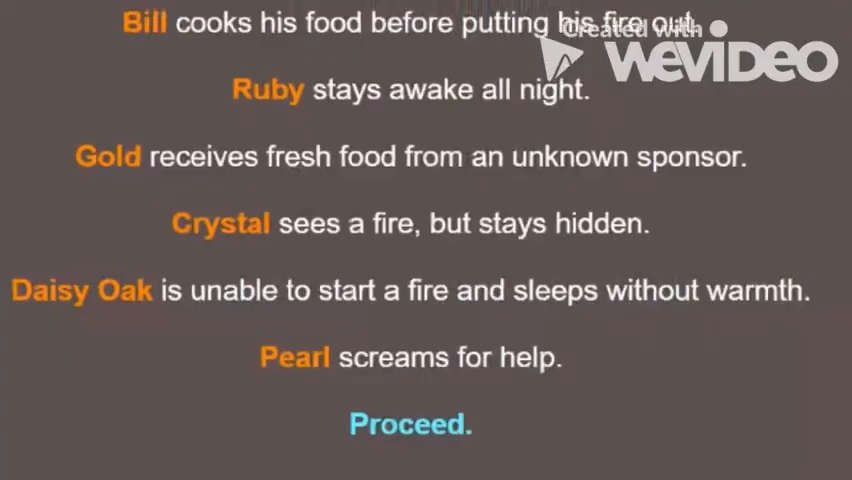 Bill cooks his food before putting his fire out.
Created with
WEVIDEO
Ruby stays awake all night.
Gold receives fresh food from an unknown sponsor.
Crystal sees a fire, but stays hidden.
Daisy Oak is unable to start a fire and sleeps without warmth.
Pearl screams for help.
Proceed.